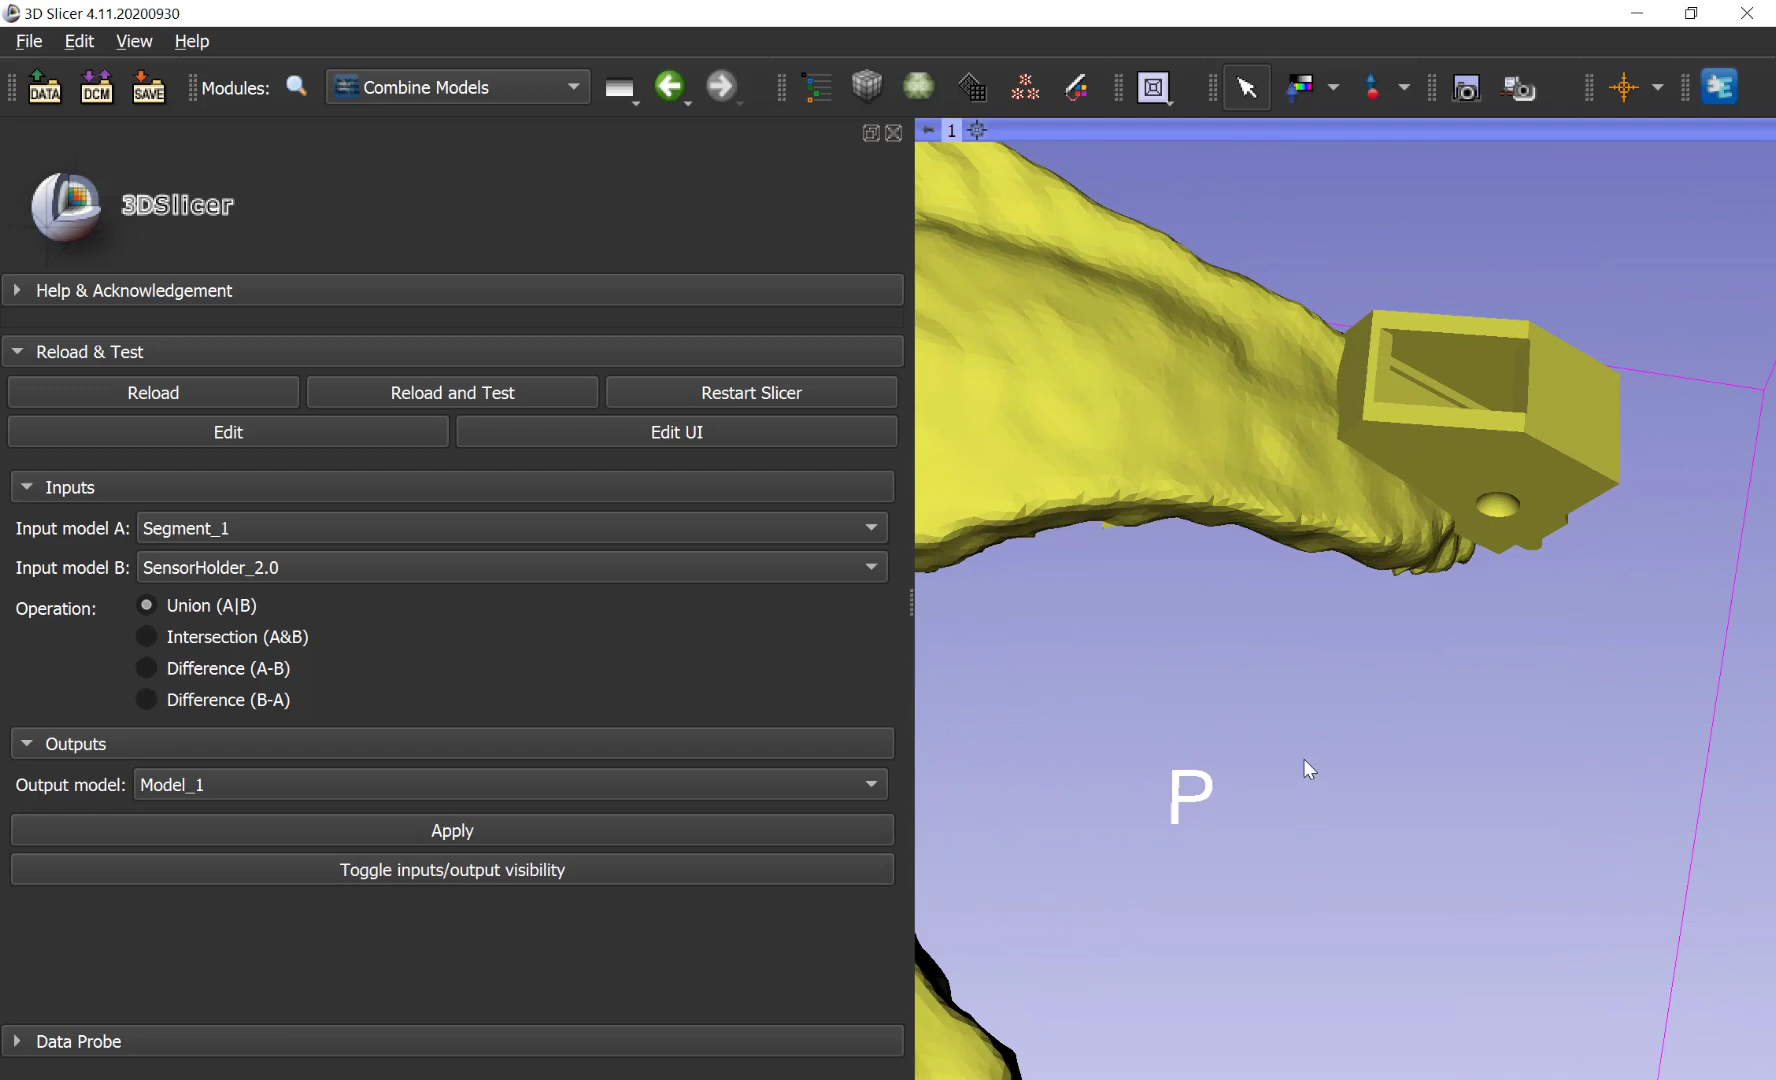 3D Slicer 4.11.20200930
File Edit View Help
DATA DCM SAVE Modules: Combine Models
1
3DSlicer
Help & Acknowledgement
Reload & Test
Reload Reload and Test Restart Slicer
Edit Edit UI
Inputs
Input model A: Segment_1
Input model B: SensorHolder_2.0
Operation: Union (A|B)
Intersection (A&B)
Difference (A-B)
Difference (B-A)
Outputs
Output model: Model_1
Apply
Toggle inputs/output visibility
Data Probe
P